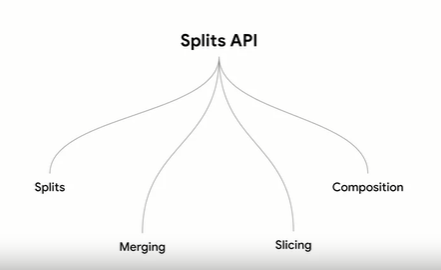 Splits API
Splits
Composition
Merging
Slicing